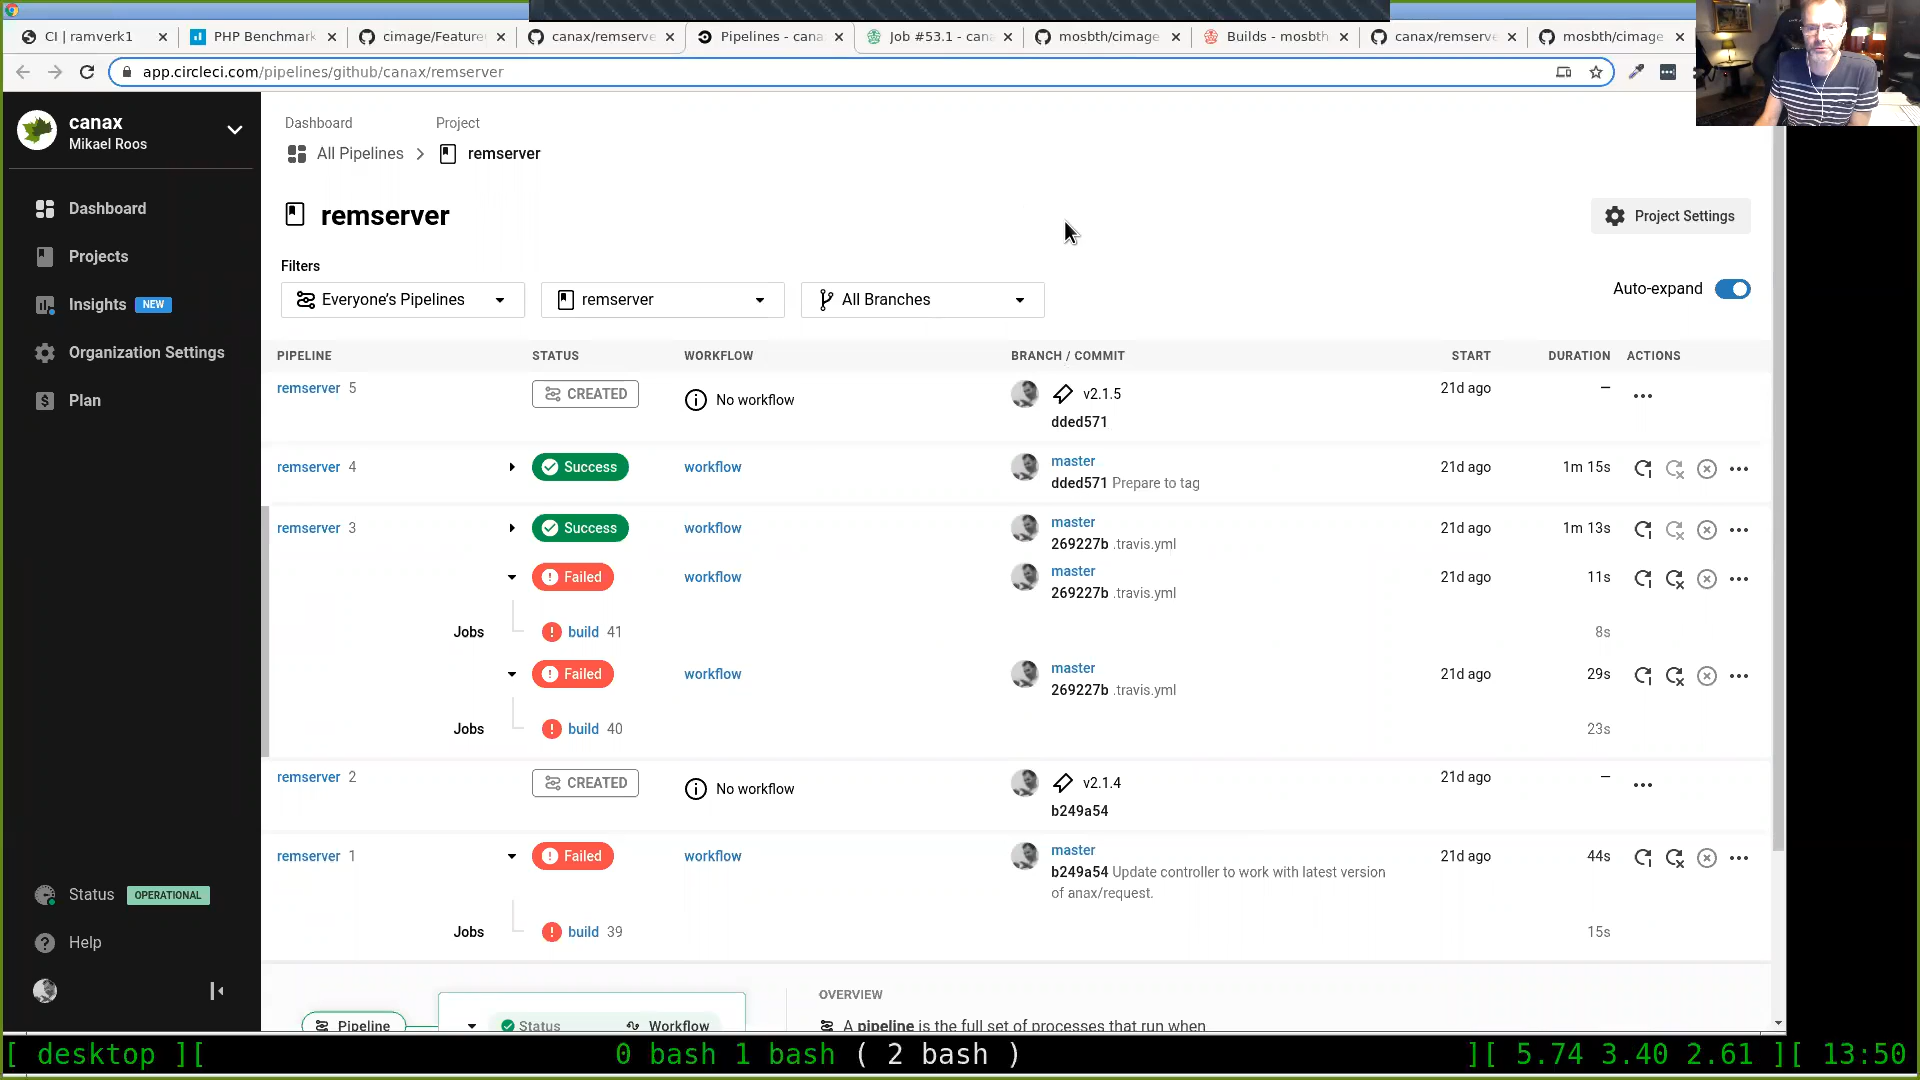 CI | ramverk1
PHP Benchmark
cimage/Feature
canax/remserve
Pipelines - cana
Job #53.1 - cana
mosbth/cimage
Builds - mosbth
canax/remserve
mosbth/cimage
app.circleci.com/pipelines/github/canax/remserver
canax
Mikael Roos
Dashboard
Projects
Insights NEW
Organization Settings
Plan
Status OPERATIONAL
Help
Dashboard Project
All Pipelines remserver
remserver
Project Settings
Filters
Everyone's Pipelines remserver All Branches
Auto-expand
PIPELINE STATUS WORKFLOW BRANCH / COMMIT START DURATION ACTIONS
remserver 5 CREATED No workflow v2.1.5 21d ago –
dded571
remserver 4 Success workflow master 21d ago 1m 15s
dded571 Prepare to tag
remserver 3 Success workflow master 21d ago 1m 13s
269227b .travis.yml
Failed workflow master 21d ago 11s
269227b .travis.yml
Jobs build 41 8s
Failed workflow master 21d ago 29s
269227b .travis.yml
Jobs build 40 23s
remserver 2 CREATED No workflow v2.1.4 21d ago –
b249a54
remserver 1 Failed workflow master 21d ago 44s
b249a54 Update controller to work with latest version
of anax/request.
Jobs build 39 15s
OVERVIEW
Pipeline Status Workflow
A pipeline is the full set of processes that run when
[ desktop ][ 0 bash 1 bash ( 2 bash ) ][ 5.74 3.40 2.61 ][ 13:50